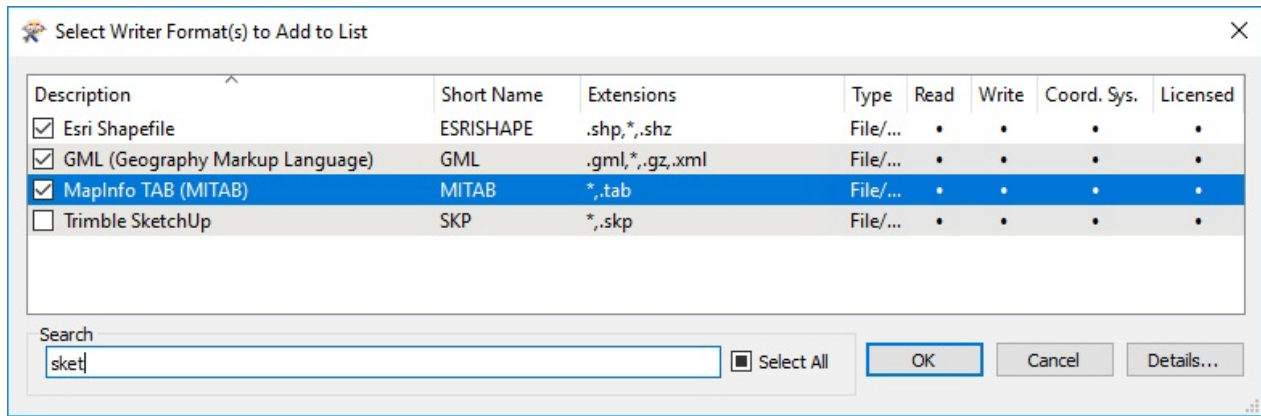 Select Writer Format(s) to Add to List
Description Short Name Extensions Type Read Write Coord. Sys. Licensed
Esri Shapefile ESRISHAPE .shp,*,.shz File/... • • • •
GML (Geography Markup Language) GML .gml,*,.gz,.xml File/... • • • •
MapInfo TAB (MITAB) MITAB *,.tab File/... • • • •
Trimble SketchUp SKP *,.skp File/... • • • •
Search
sket Select All OK Cancel Details...